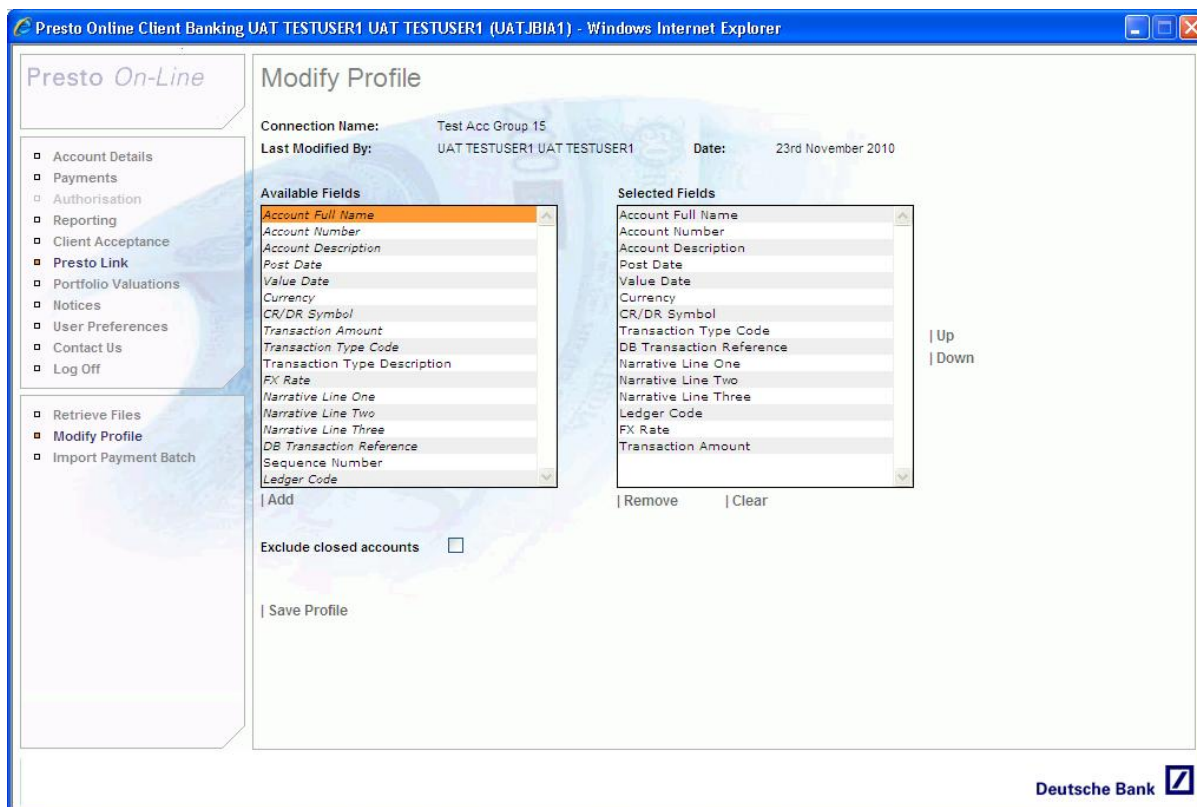 Presto Online Client Banking UAT TESTUSER1 UAT TESTUSER1 (UATJBIA1) - Windows Internet Explorer
Presto On-Line
Account Details
Payments
Authorisation
Reporting
Client Acceptance
Presto Link
Portfolio Valuations
Notices
User Preferences
Contact Us
Log Off
Retrieve Files
Modify Profile
Import Payment Batch
Modify Profile
Connection Name: Test Acc Group 15
Last Modified By: UAT TESTUSER1 UAT TESTUSER1 Date: 23rd November 2010
Available Fields
Account Full Name
Account Number
Account Description
Post Date
Value Date
Currency
CR/DR Symbol
Transaction Amount
Transaction Type Code
Transaction Type Description
FX Rate
Narrative Line One
Narrative Line Two
Narrative Line Three
DB Transaction Reference
Sequence Number
Ledger Code
| Add
Selected Fields
Account Full Name
Account Number
Account Description
Post Date
Value Date
Currency
CR/DR Symbol
Transaction Type Code
DB Transaction Reference
Narrative Line One
Narrative Line Two
Narrative Line Three
Ledger Code
FX Rate
Transaction Amount
| Remove | Clear
| Up
| Down
Exclude closed accounts
| Save Profile
Deutsche Bank